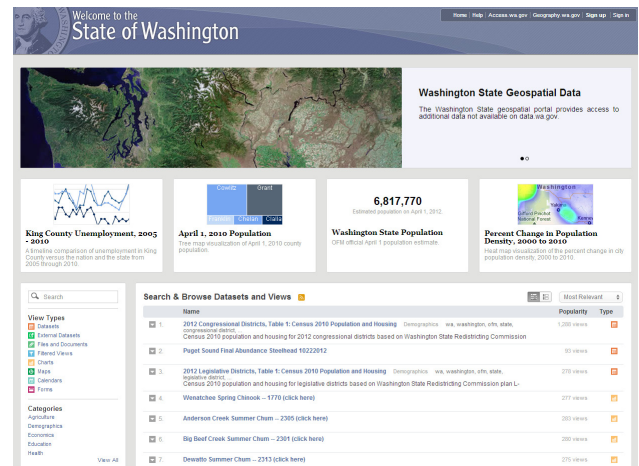 Welcome to the
State of Washington
Home Help Access.wa.gov Geography.wa.gov Sign up Sign in
Washington State Geospatial Data
The Washington State geospatial portal provides access to
additional data not available on data.wa.gov.
King County Unemployment, 2005
- 2010
A timeline comparison of unemployment in King
County versus the nation and the state from
2005 through 2010.
Cowlitz Grant
Franklin Chelan Clalla
April 1, 2010 Population
Tree map visualization of April 1, 2010 county
population.
6,817,770
Estimated population on April 1, 2012.
Washington State Population
OFM official April 1 population estimate
Washington
Yakima
Gifford Pinchot
National Forest
Percent Change in Population
Density, 2000 to 2010
Heat map visualization of the percent change in city
population density, 2000 to 2010.
Search
View Types
Datasets
External Datasets
Files and Documents
Filtered Views
Charts
Maps
Calendars
Forms
Categories
Agriculture
Demographics
Economics
Education
Health
View All
Search & Browse Datasets and Views
Most Relevant
Name Popularity Type
1. 2012 Congressional Districts, Table 1: Census 2010 Population and Housing Demographics wa, washington, ofm, state,
congressional district,
Census 2010 population and housing for 2012 congressional districts based on Washington State Redistricting Commission
1,268 views
2. Puget Sound Final Abundance Steelhead 10222012 93 views
3. 2012 Legislative Districts, Table 1: Census 2010 Population and Housing Demographics wa, washington, ofm, state,
legislative district,
Census 2010 population and housing for legislative districts based on Washington State Redistricting Commission plan L-
278 views
4. Wenatchee Spring Chinook -- 1770 (click here) 277 views
5. Anderson Creek Summer Chum -- 2305 (click here) 283 views
6. Big Beef Creek Summer Chum -- 2301 (click here) 280 views
7. Dewatto Summer Chum -- 2313 (click here) 275 views